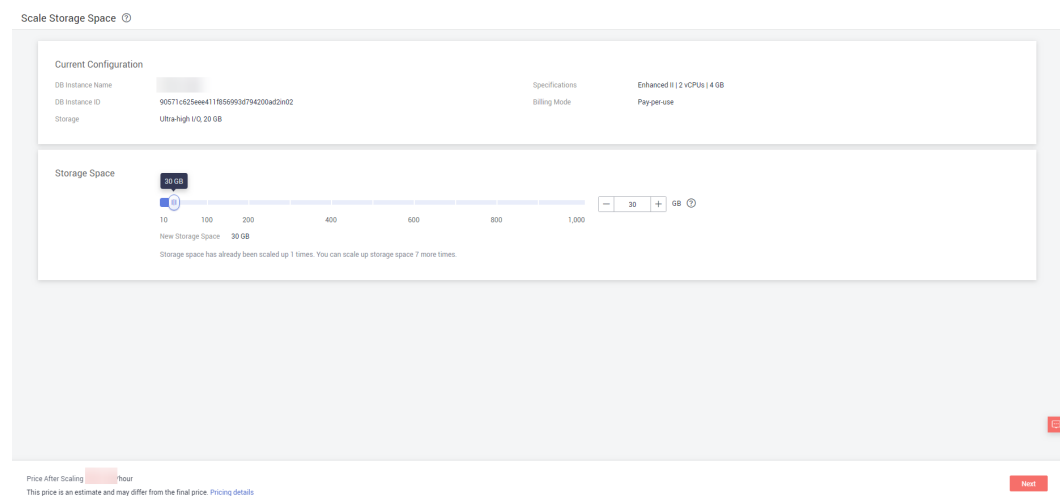 Scale Storage Space
Current Configuration
DB Instance Name
Specifications Enhanced II | 2 vCPUs | 4 GB
DB Instance ID 90571c625eee411f856993d794200ad2in02
Billing Mode Pay-per-use
Storage Ultra-high I/O, 20 GB
Storage Space
30 GB
30 GB
10 100 200 400 600 800 1,000
New Storage Space 30 GB
Storage space has already been scaled up 1 times. You can scale up storage space 7 more times.
Price After Scaling /hour
This price is an estimate and may differ from the final price. Pricing details
Next